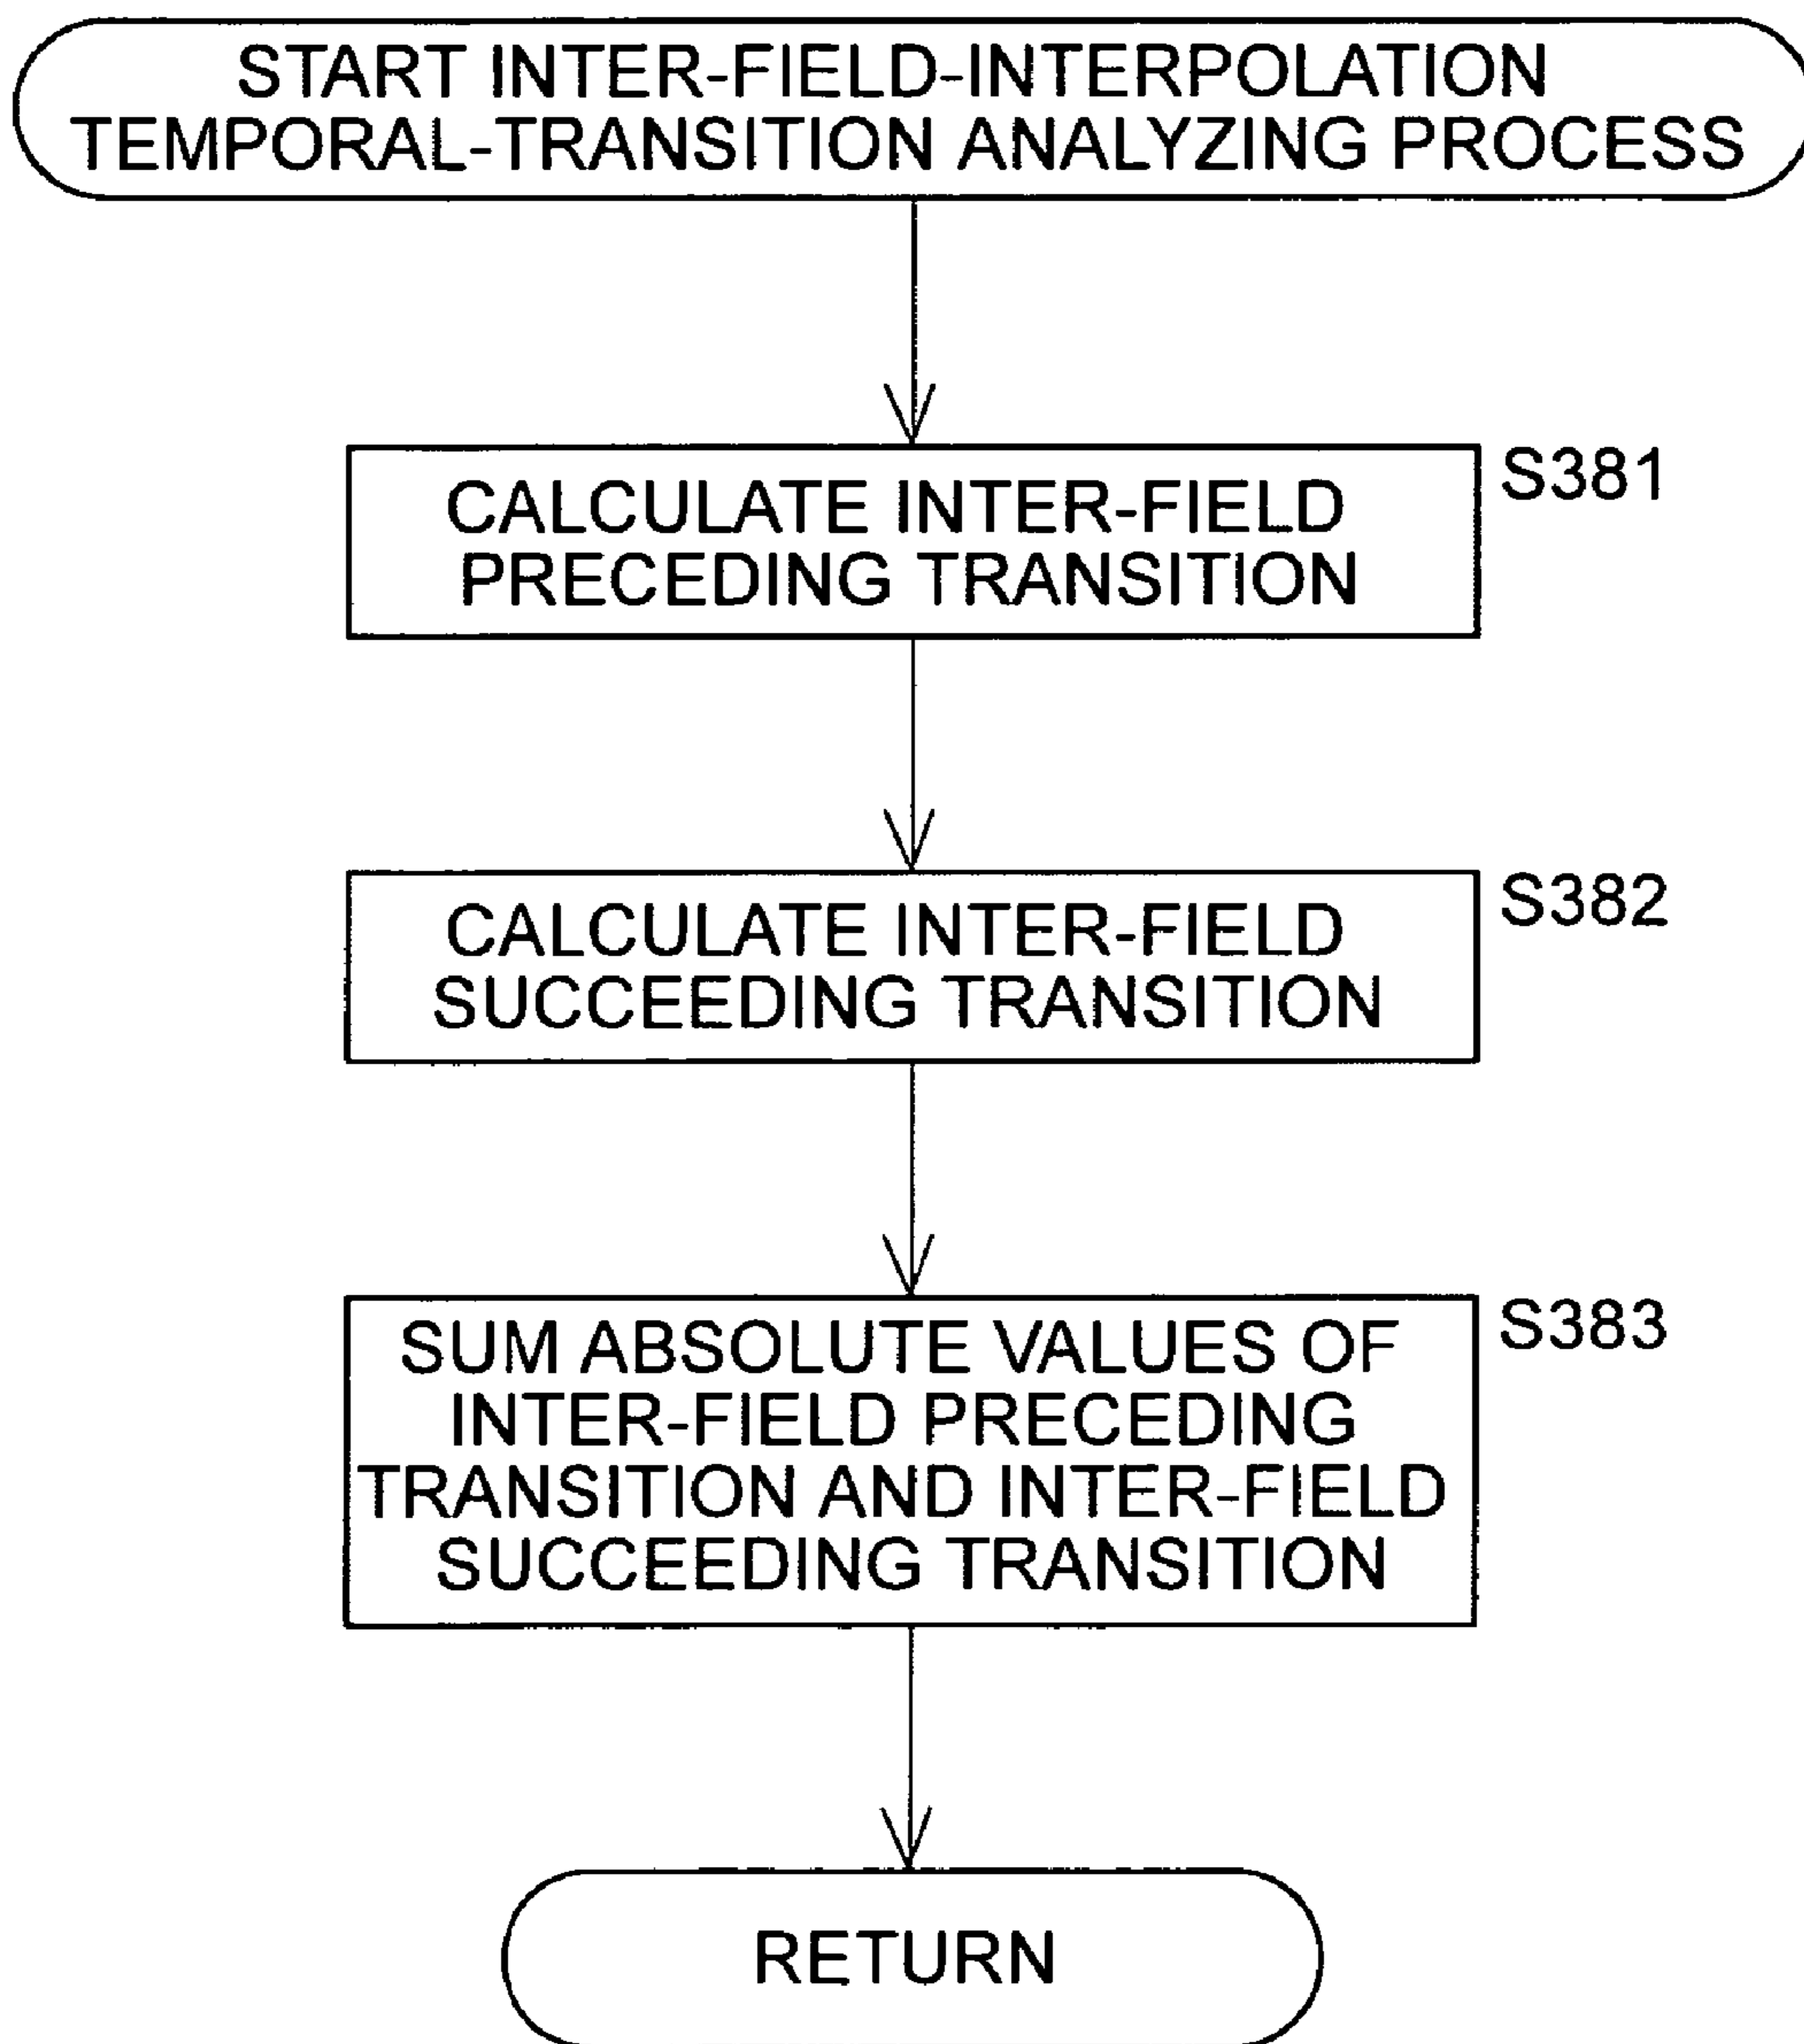 START INTER-FIELD-INTERPOLATION
TEMPORAL-TRANSITION ANALYZING PROCESS
CALCULATE INTER-FIELD
PRECEDING TRANSITION
S381
CALCULATE INTER-FIELD
SUCCEEDING TRANSITION
S382
SUM ABSOLUTE VALUES OF
INTER-FIELD PRECEDING
TRANSITION AND INTER-FIELD
SUCCEEDING TRANSITION
S383
RETURN